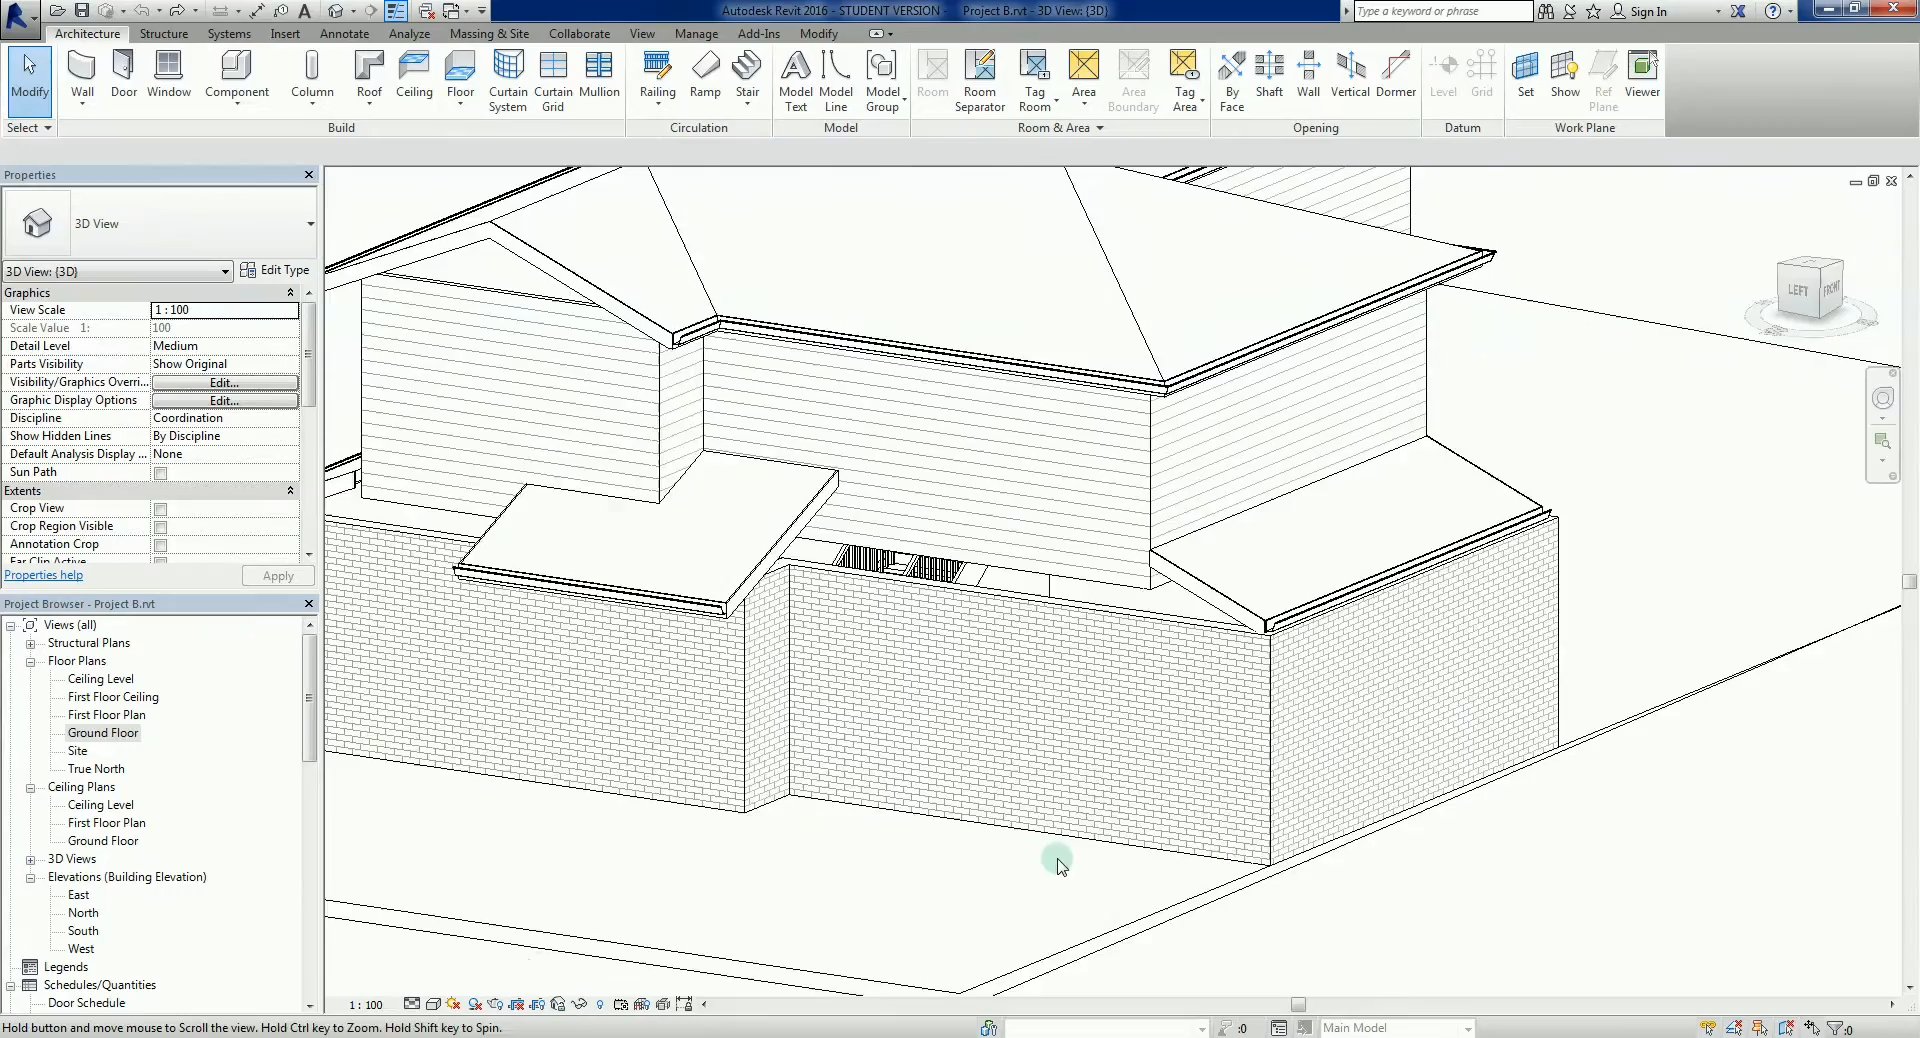 Autodesk Revit 2016 - STUDENT VERSION - Project B.rvt - 3D View: {3D}
Type a keyword or phrase
Sign In
Architecture Structure Systems Insert Annotate Analyze Massing & Site Collaborate View Manage Add-Ins Modify
Modify Wall Door Window Component Column Roof Ceiling Floor Curtain System Curtain Grid Mullion Railing Ramp Stair Model Text Model Line Model Group Room Room Separator Tag Room Area Area Boundary Tag Area By Face Shaft Wall Vertical Dormer Level Grid Set Show Ref Plane Viewer
Select Build Circulation Model Room & Area Opening Datum Work Plane
Properties
3D View
3D View: {3D} Edit Type
Graphics
View Scale 1 : 100
Scale Value 1: 100
Detail Level Medium
Parts Visibility Show Original
Visibility/Graphics Overri... Edit...
Graphic Display Options Edit...
Discipline Coordination
Show Hidden Lines By Discipline
Default Analysis Display ... None
Sun Path
Extents
Crop View
Crop Region Visible
Annotation Crop
Far Clip Active
Properties help Apply
Project Browser - Project B.rvt
Views (all)
Structural Plans
Floor Plans
Ceiling Level
First Floor Ceiling
First Floor Plan
Ground Floor
Site
True North
Ceiling Plans
Ceiling Level
First Floor Plan
Ground Floor
3D Views
Elevations (Building Elevation)
East
North
South
West
Legends
Schedules/Quantities
Door Schedule
LEFT FRONT
1 : 100
Hold button and move mouse to Scroll the view. Hold Ctrl key to Zoom. Hold Shift key to Spin.
:0 Main Model :0